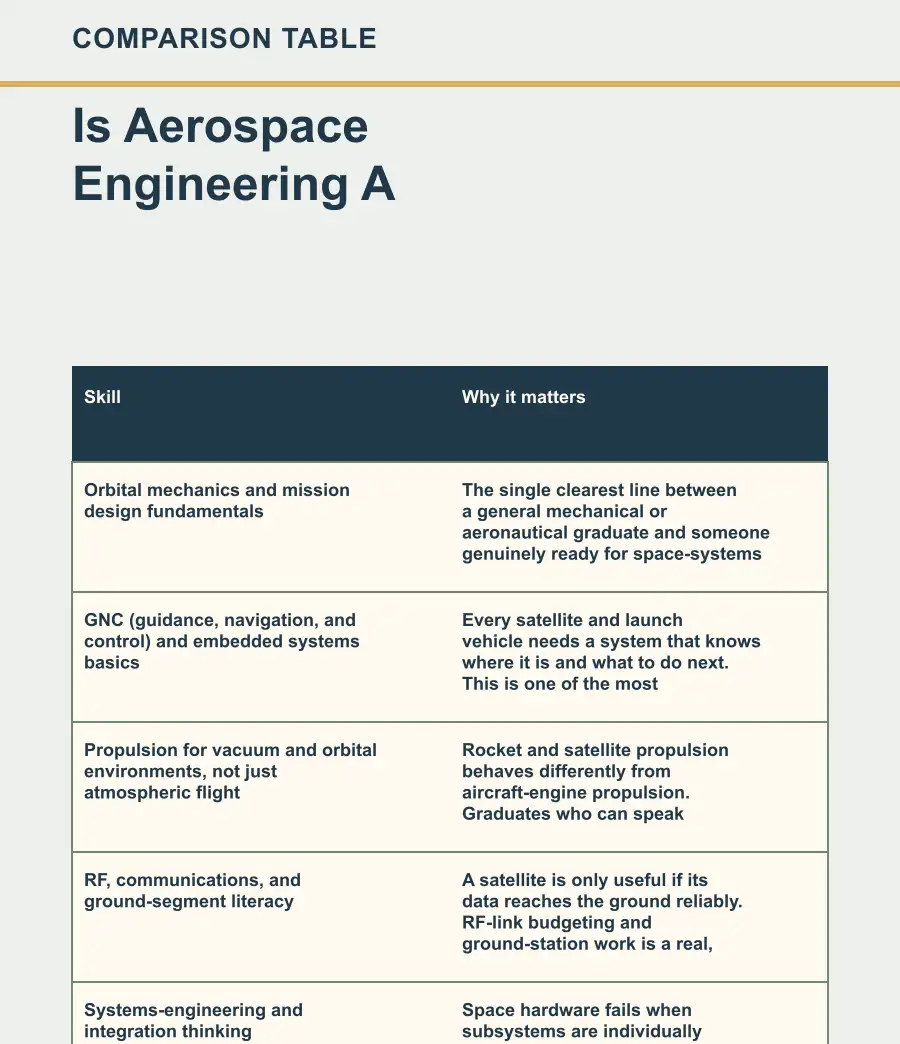 COMPARISON TABLE
Is Aerospace
Engineering A
Skill
Why it matters
Orbital mechanics and mission
design fundamentals
The single clearest line between
a general mechanical or
aeronautical graduate and someone
genuinely ready for space-systems
GNC (guidance, navigation, and
control) and embedded systems
basics
Every satellite and launch
vehicle needs a system that knows
where it is and what to do next.
This is one of the most
Propulsion for vacuum and orbital
environments, not just
atmospheric flight
Rocket and satellite propulsion
behaves differently from
aircraft-engine propulsion.
Graduates who can speak
RF, communications, and
ground-segment literacy
A satellite is only useful if its
data reaches the ground reliably.
RF-link budgeting and
ground-station work is a real,
Systems-engineering and
integration thinking
Space hardware fails when
subsystems are individually